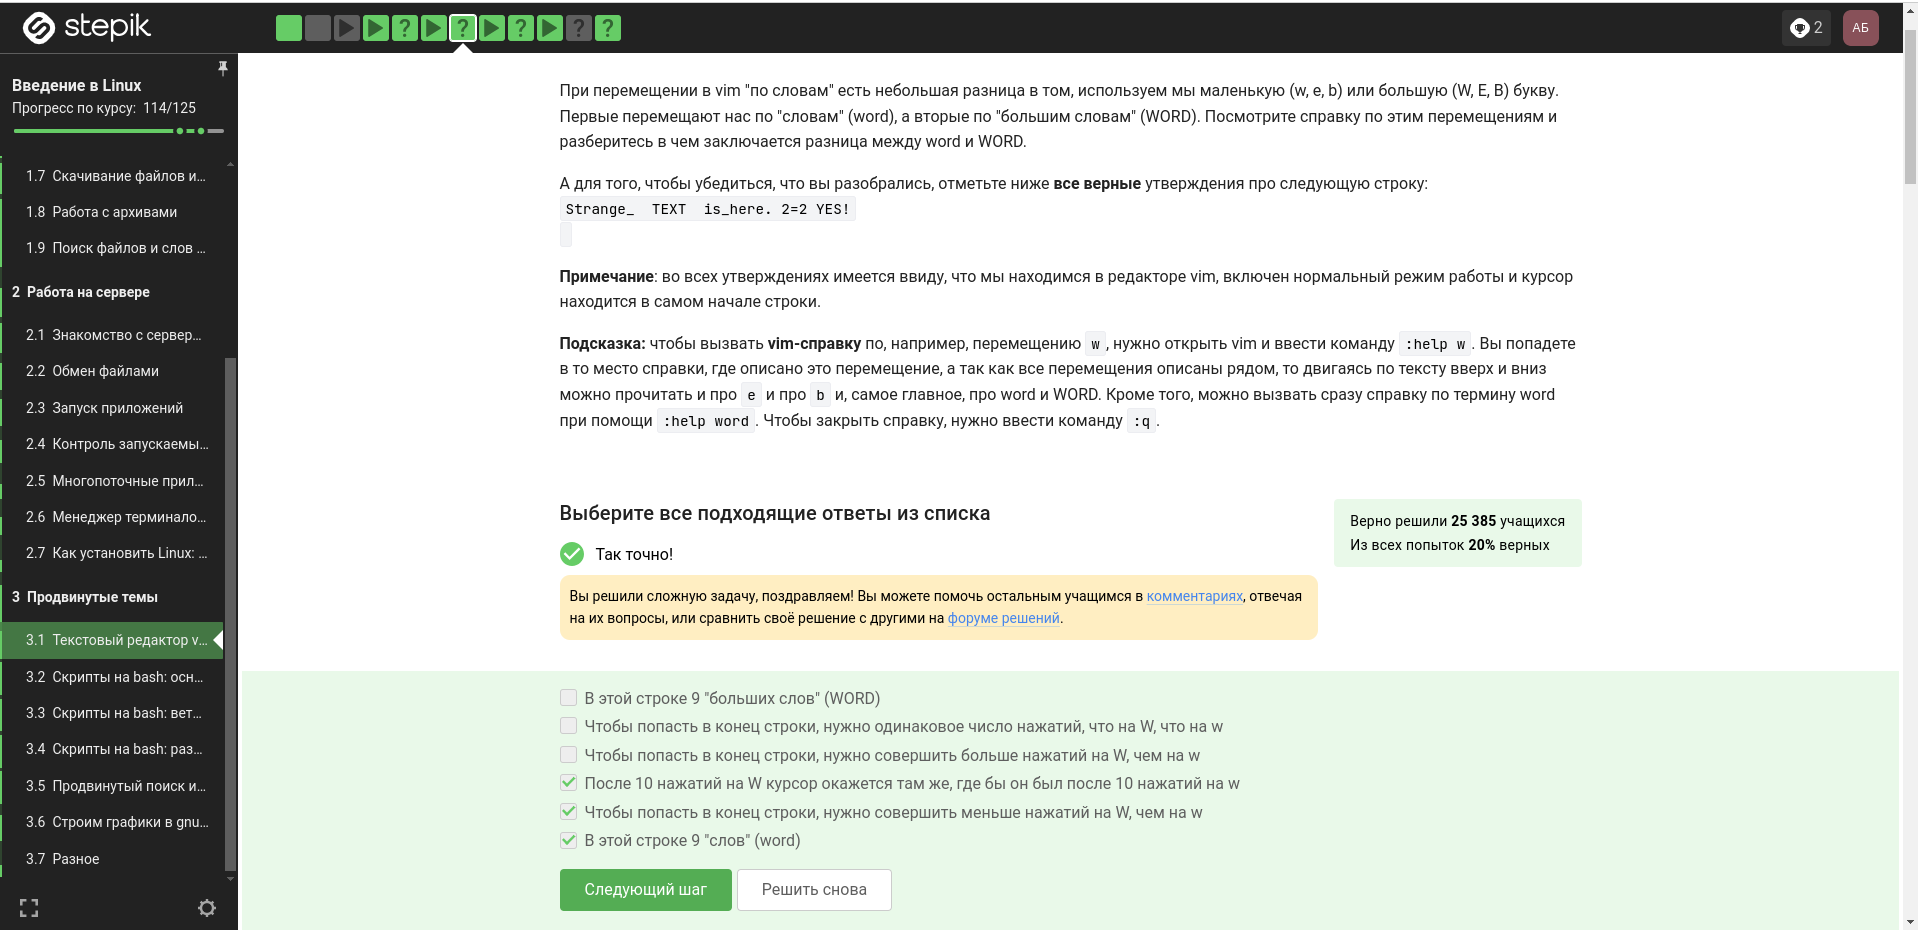 stepik
2
АБ
Введение в Linux
Прогресс по курсу: 114/125
1.7 Скачивание файлов и...
1.8 Работа с архивами
1.9 Поиск файлов и слов ...
2 Работа на сервере
2.1 Знакомство с сервер...
2.2 Обмен файлами
2.3 Запуск приложений
2.4 Контроль запускаемы...
2.5 Многопоточные прил...
2.6 Менеджер терминало...
2.7 Как установить Linux: ...
3 Продвинутые темы
3.1 Текстовый редактор v...
3.2 Скрипты на bash: осн...
3.3 Скрипты на bash: вет...
3.4 Скрипты на bash: раз...
3.5 Продвинутый поиск и...
3.6 Строим графики в gnu...
3.7 Разное
При перемещении в vim "по словам" есть небольшая разница в том, используем мы маленькую (w, e, b) или большую (W, E, B) букву.
Первые перемещают нас по "словам" (word), а вторые по "большим словам" (WORD). Посмотрите справку по этим перемещениям и
разберитесь в чем заключается разница между word и WORD.
А для того, чтобы убедиться, что вы разобрались, отметьте ниже все верные утверждения про следующую строку:
Strange_  TEXT  is_here. 2=2 YES!
Примечание: во всех утверждениях имеется ввиду, что мы находимся в редакторе vim, включен нормальный режим работы и курсор
находится в самом начале строки.
Подсказка: чтобы вызвать vim-справку по, например, перемещению w , нужно открыть vim и ввести команду :help w . Вы попадете
в то место справки, где описано это перемещение, а так как все перемещения описаны рядом, то двигаясь по тексту вверх и вниз
можно прочитать и про e и про b и, самое главное, про word и WORD. Кроме того, можно вызвать сразу справку по термину word
при помощи :help word . Чтобы закрыть справку, нужно ввести команду :q .
Выберите все подходящие ответы из списка
Верно решили 25 385 учащихся
Из всех попыток 20% верных
Так точно!
Вы решили сложную задачу, поздравляем! Вы можете помочь остальным учащимся в комментариях, отвечая
на их вопросы, или сравнить своё решение с другими на форуме решений.
В этой строке 9 "больших слов" (WORD)
Чтобы попасть в конец строки, нужно одинаковое число нажатий, что на W, что на w
Чтобы попасть в конец строки, нужно совершить больше нажатий на W, чем на w
После 10 нажатий на W курсор окажется там же, где бы он был после 10 нажатий на w
Чтобы попасть в конец строки, нужно совершить меньше нажатий на W, чем на w
В этой строке 9 "слов" (word)
Следующий шаг
Решить снова